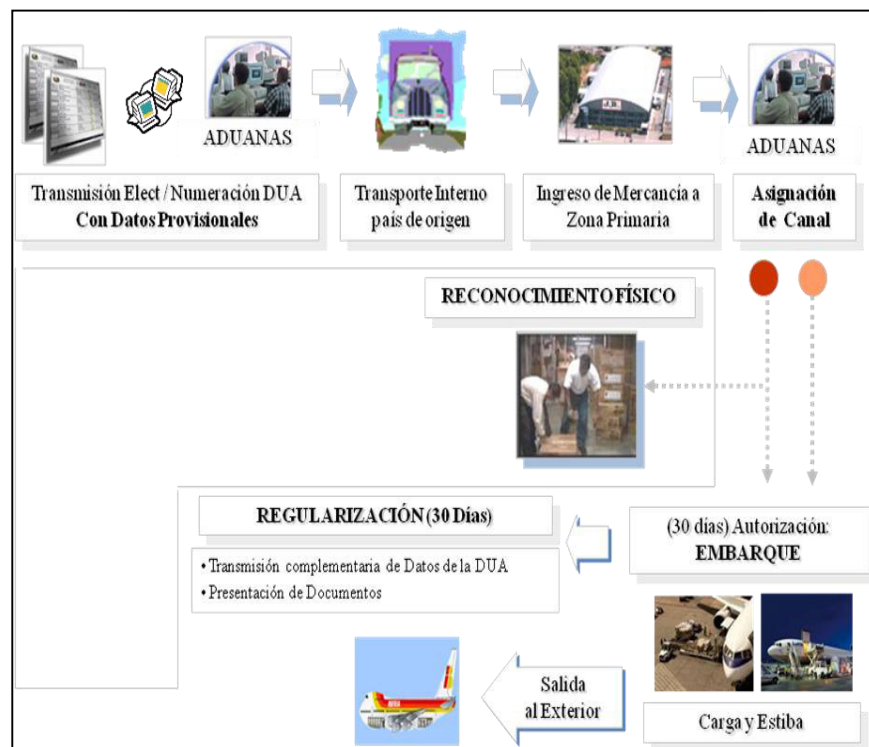 ADUANAS
ADUANAS
Transmisión Elect / Numeración DUA
Con Datos Provisionales
Transporte Interno
país de origen
Ingreso de Mercancía a
Zona Primaria
Asignación
de Canal
RECONOCIMIENTO FÍSICO
REGULARIZACIÓN (30 Días)
• Transmisión complementaria de Datos de la DUA
• Presentación de Documentos
(30 días) Autorización:
EMBARQUE
Salida
al Exterior
Carga y Estiba